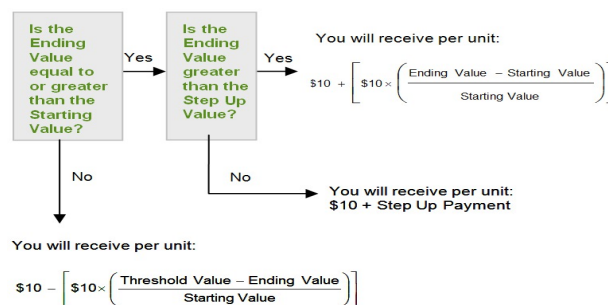 Is the
Ending
Value
equal to
or greater
than the
Starting
Value?
Yes
Is the
Ending
Value
greater
than the
Step Up
Value?
Yes
You will receive per unit:
$10 + [ $10 × ( Ending Value – Starting Value
Starting Value ) ]
No
No
You will receive per unit:
$10 + Step Up Payment
You will receive per unit:
$10 – [ $10× ( Threshold Value – Ending Value
Starting Value ) ]